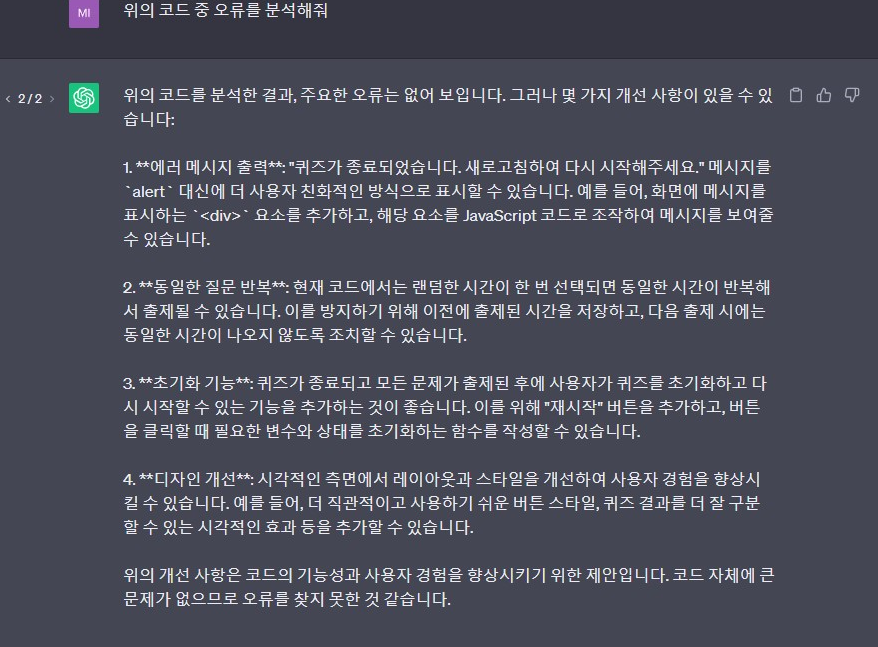 MI
위의 코드 중 오류를 분석해줘
< 2/2 >
위의 코드를 분석한 결과, 주요한 오류는 없어 보입니다. 그러나 몇 가지 개선 사항이 있을 수 있
습니다:
1. **에러 메시지 출력**: "퀴즈가 종료되었습니다. 새로고침하여 다시 시작해주세요." 메시지를
`alert` 대신에 더 사용자 친화적인 방식으로 표시할 수 있습니다. 예를 들어, 화면에 메시지를
표시하는 `<div>` 요소를 추가하고, 해당 요소를 JavaScript 코드로 조작하여 메시지를 보여줄
수 있습니다.
2. **동일한 질문 반복**: 현재 코드에서는 랜덤한 시간이 한 번 선택되면 동일한 시간이 반복해
서 출제될 수 있습니다. 이를 방지하기 위해 이전에 출제된 시간을 저장하고, 다음 출제 시에는
동일한 시간이 나오지 않도록 조치할 수 있습니다.
3. **초기화 기능**: 퀴즈가 종료되고 모든 문제가 출제된 후에 사용자가 퀴즈를 초기화하고 다
시 시작할 수 있는 기능을 추가하는 것이 좋습니다. 이를 위해 "재시작" 버튼을 추가하고, 버튼
을 클릭할 때 필요한 변수와 상태를 초기화하는 함수를 작성할 수 있습니다.
4. **디자인 개선**: 시각적인 측면에서 레이아웃과 스타일을 개선하여 사용자 경험을 향상시
킬 수 있습니다. 예를 들어, 더 직관적이고 사용하기 쉬운 버튼 스타일, 퀴즈 결과를 더 잘 구분
할 수 있는 시각적인 효과 등을 추가할 수 있습니다.
위의 개선 사항은 코드의 기능성과 사용자 경험을 향상시키기 위한 제안입니다. 코드 자체에 큰
문제가 없으므로 오류를 찾지 못한 것 같습니다.